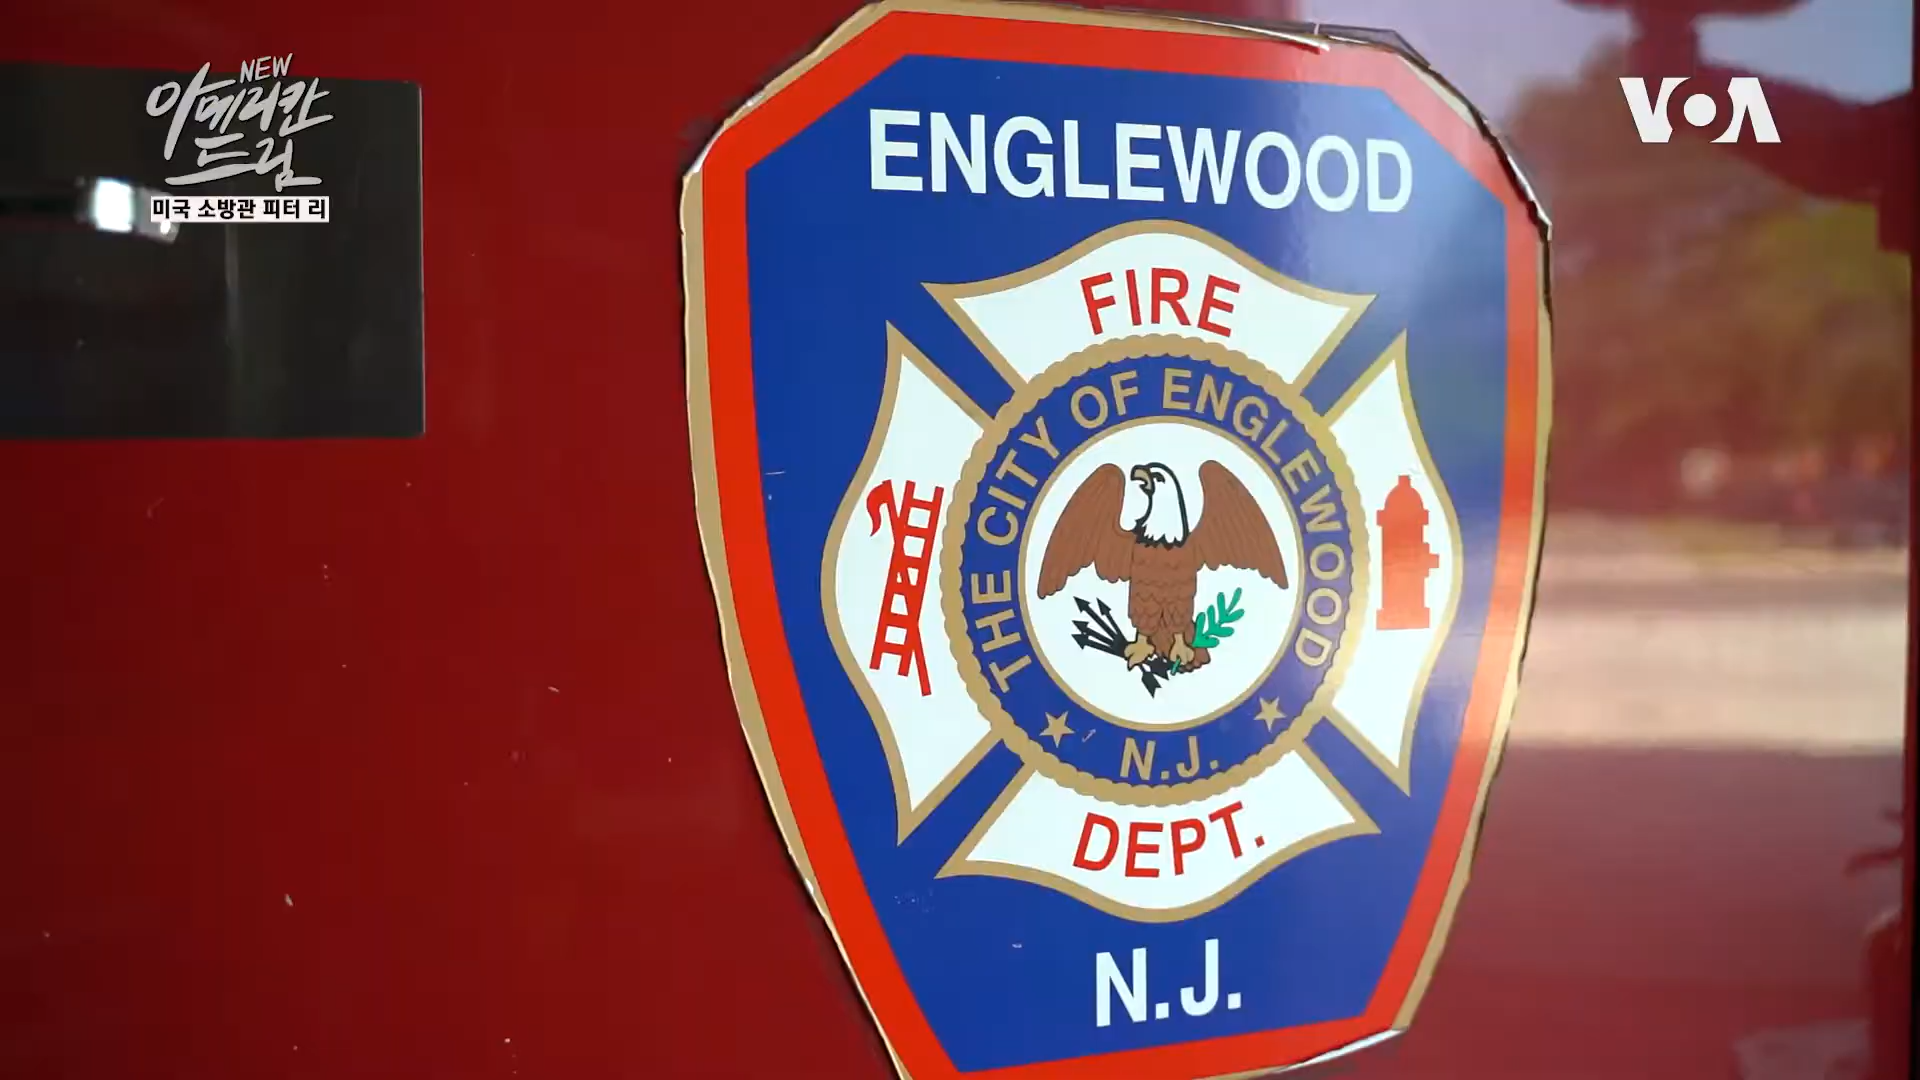 NEW
아메리칸
드림
미국 소방관 피터 리
VOA
ENGLEWOOD
FIRE
THE CITY OF ENGLEWOOD
N.J.
DEPT.
N.J.